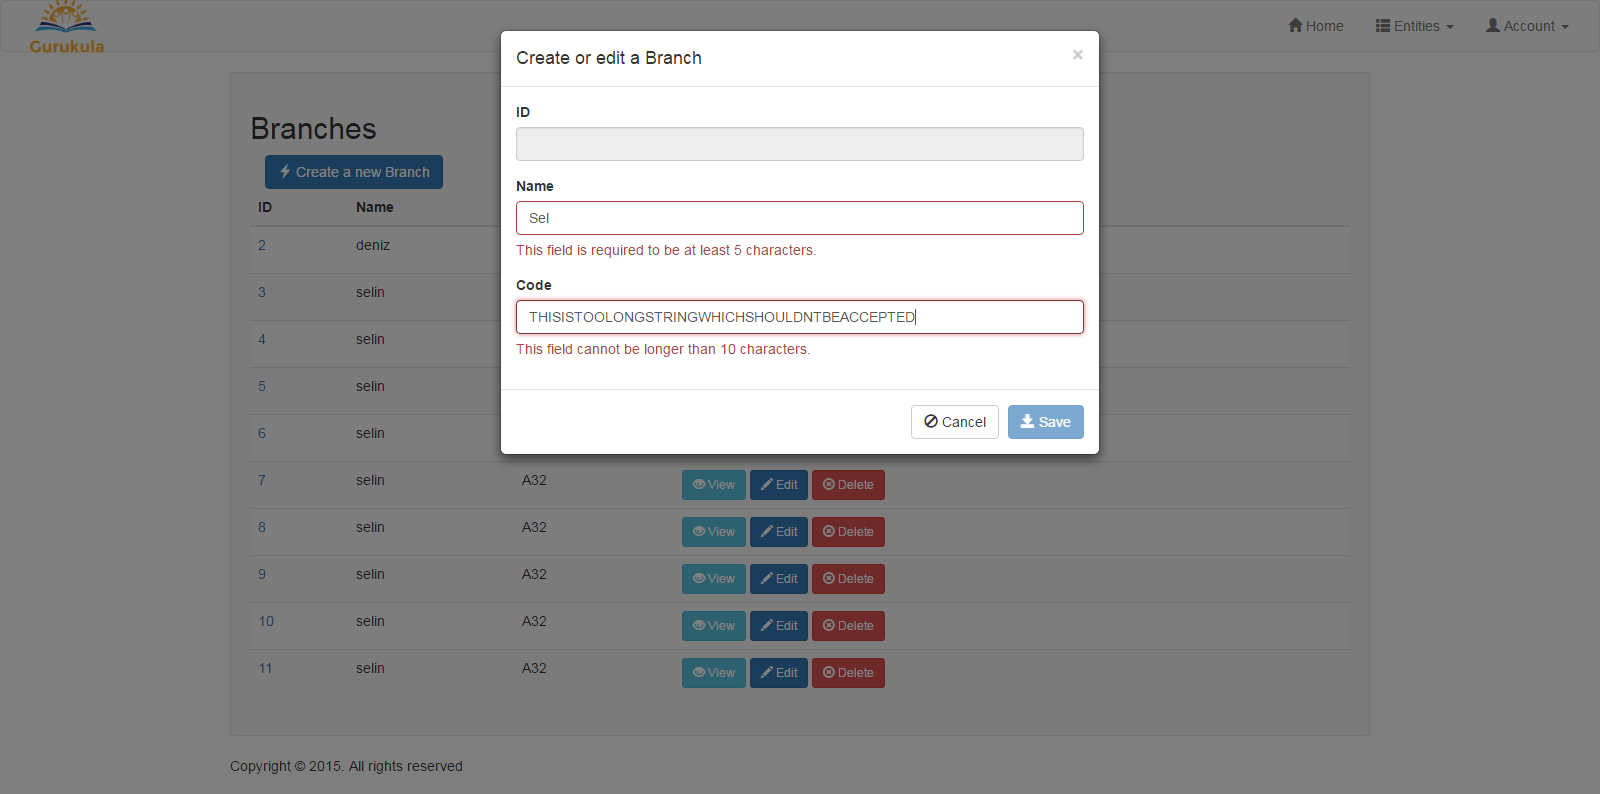 Gurukula
Home Entities Account
Create or edit a Branch ×
ID
Name
Sel
This field is required to be at least 5 characters.
Code
THISISTOOLONGSTRINGWHICHSHOULDNTBEACCEPTED
This field cannot be longer than 10 characters.
Cancel Save
Branches
Create a new Branch
ID Name
2 deniz
3 selin
4 selin
5 selin
6 selin
7 selin A32 View Edit Delete
8 selin A32 View Edit Delete
9 selin A32 View Edit Delete
10 selin A32 View Edit Delete
11 selin A32 View Edit Delete
Copyright © 2015. All rights reserved